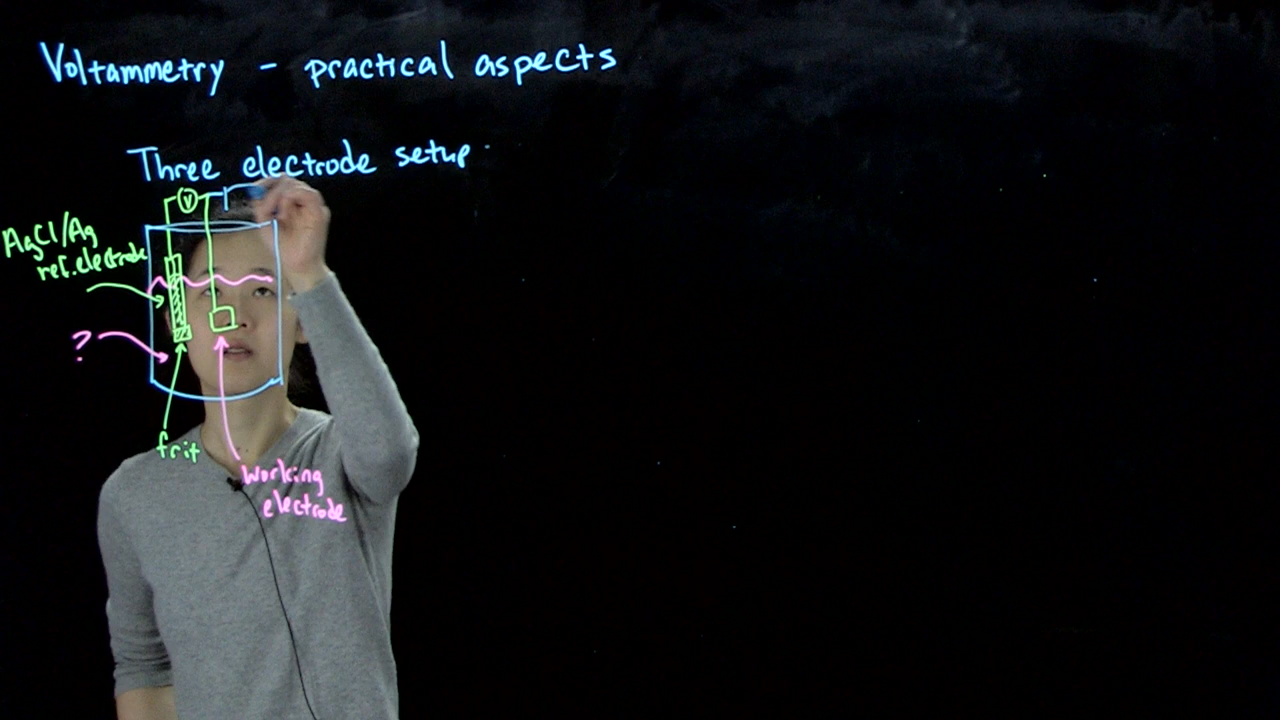 Voltammetry - practical aspects
Three electrode setup
V
AgCl/Ag
ref. electrode
?
frit
working
electrode